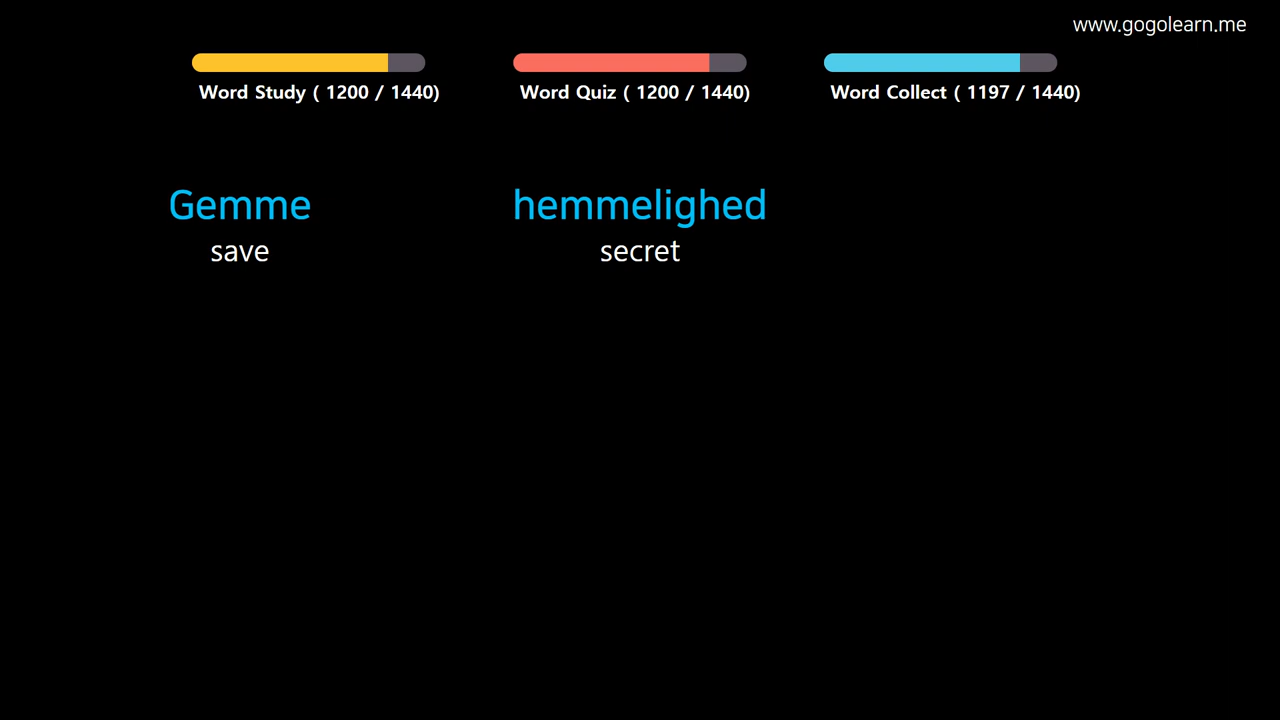 www.gogolearn.me
Word Study ( 1200 / 1440)
Word Quiz ( 1200 / 1440)
Word Collect ( 1197 / 1440)
Gemme
save
hemmelighed
secret